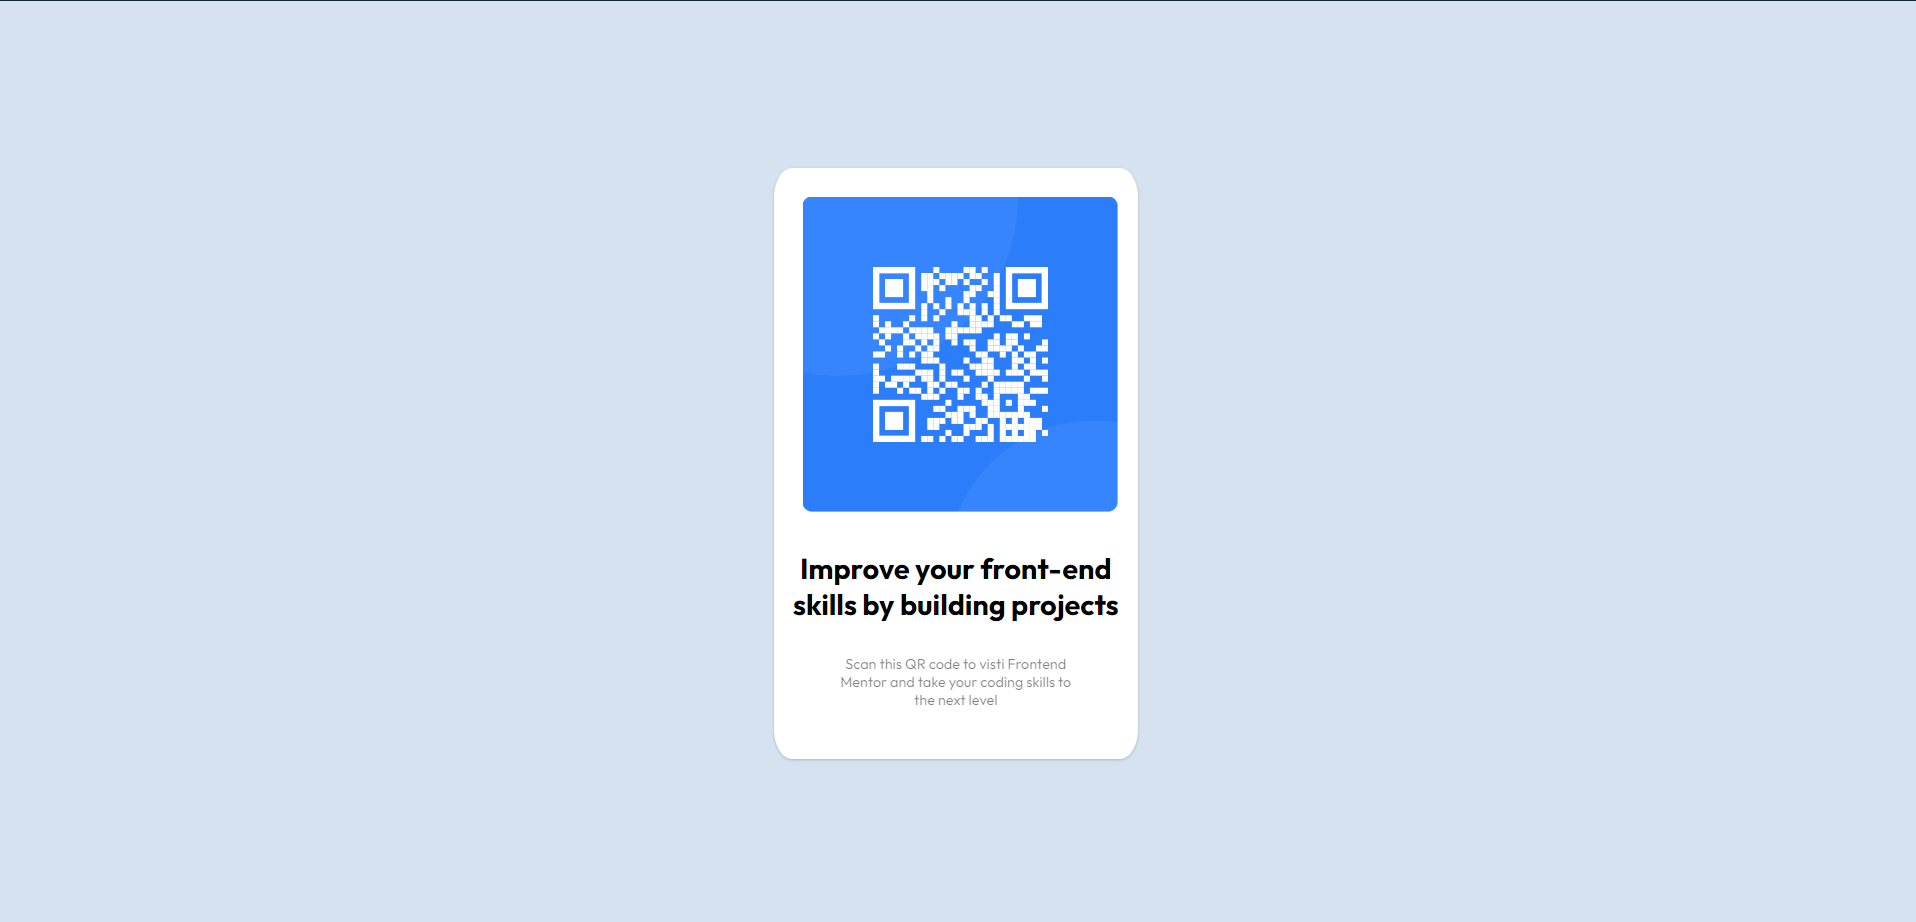 Improve your front-end
skills by building projects
Scan this QR code to visti Frontend
Mentor and take your coding skills to
the next level